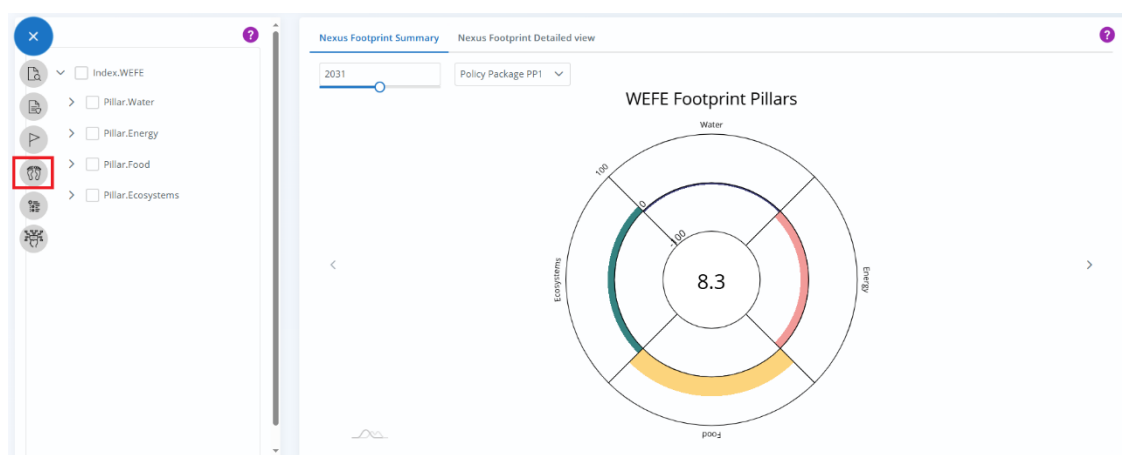 ?
Index.WEFE
Pillar.Water
Pillar.Energy
Pillar.Food
Pillar.Ecosystems
Nexus Footprint Summary
Nexus Footprint Detailed view
?
2031
Policy Package PP1
WEFE Footprint Pillars
Water
100
0
-100
8.3
Ecosystems
Energy
Food